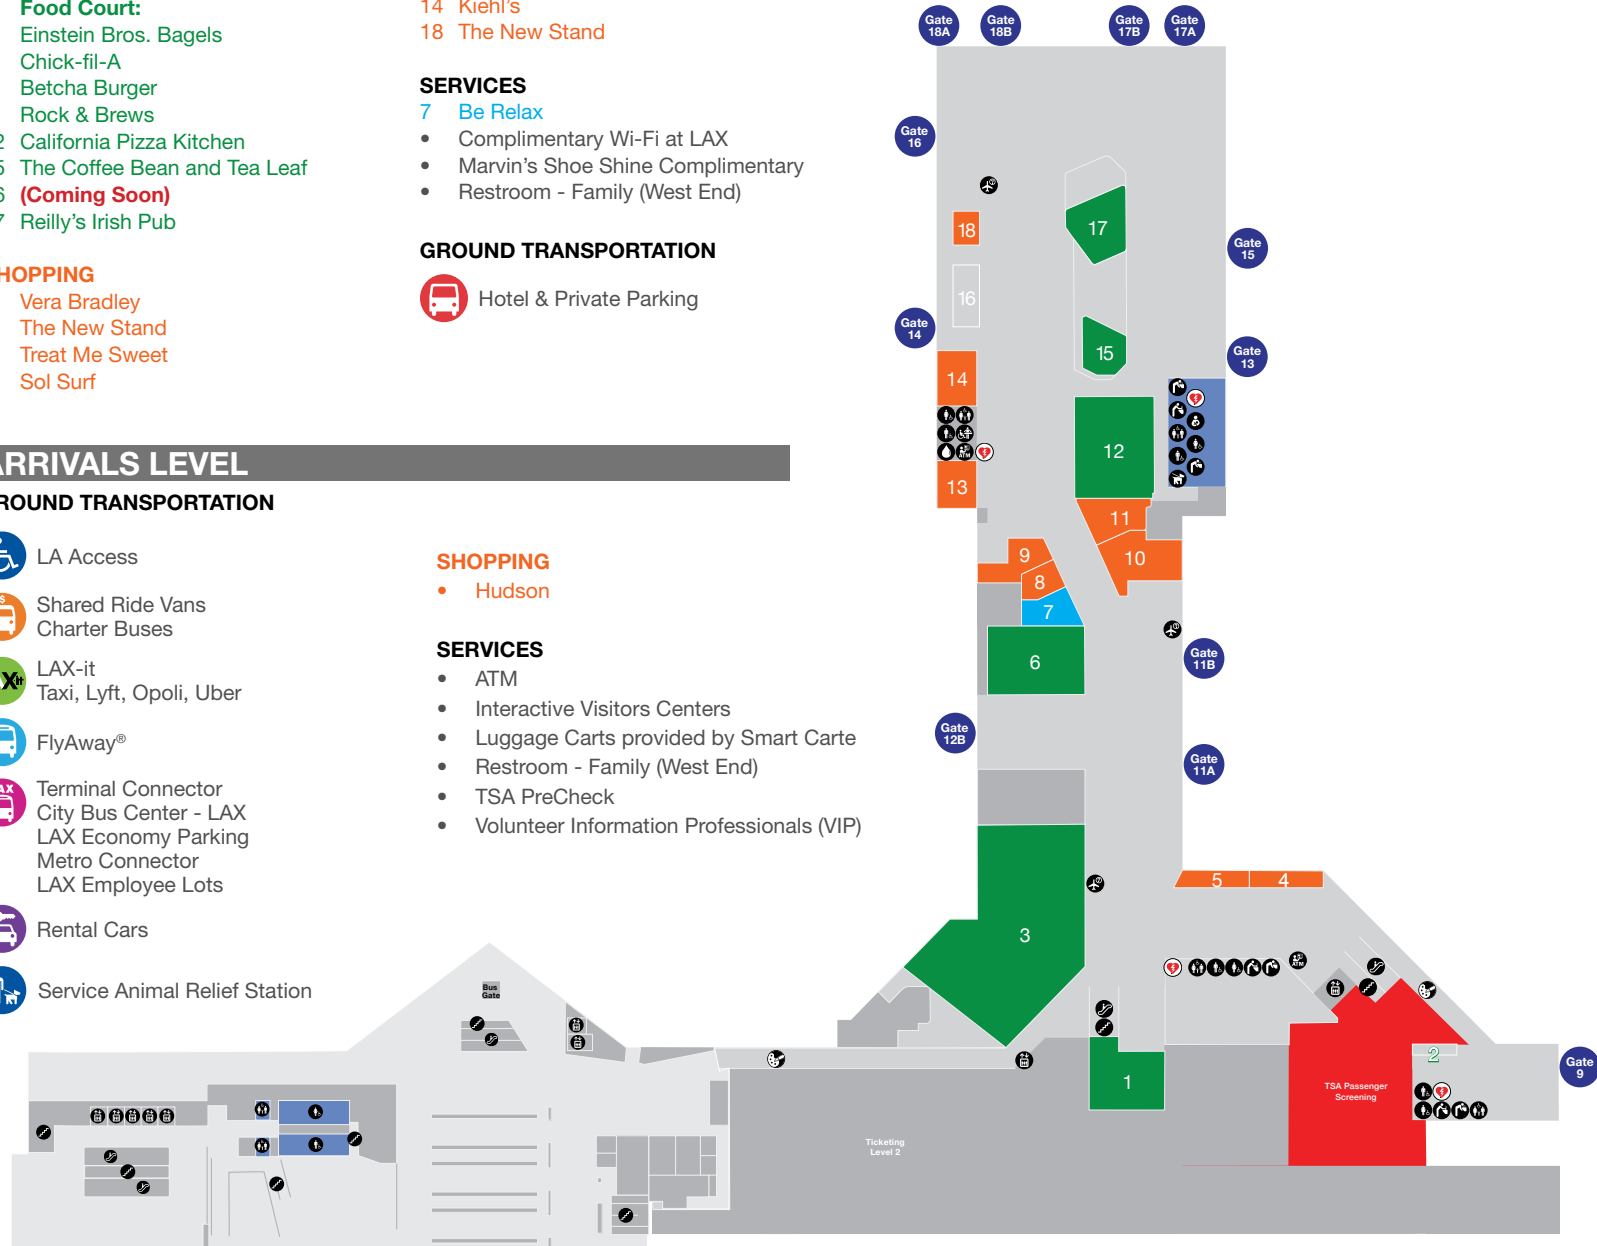 Food Court:
Einstein Bros. Bagels
Chick-fil-A
Betcha Burger
Rock & Brews
2 California Pizza Kitchen
5 The Coffee Bean and Tea Leaf
6 (Coming Soon)
7 Reilly's Irish Pub
HOPPING
Vera Bradley
The New Stand
Treat Me Sweet
Sol Surf
14 Kiehl's
18 The New Stand
SERVICES
7 Be Relax
• Complimentary Wi-Fi at LAX
• Marvin's Shoe Shine Complimentary
• Restroom - Family (West End)
GROUND TRANSPORTATION
Hotel & Private Parking
ARRIVALS LEVEL
ROUND TRANSPORTATION
LA Access
Shared Ride Vans
Charter Buses
LAX-it
Taxi, Lyft, Opoli, Uber
FlyAway®
Terminal Connector
City Bus Center - LAX
LAX Economy Parking
Metro Connector
LAX Employee Lots
Rental Cars
Service Animal Relief Station
SHOPPING
• Hudson
SERVICES
• ATM
• Interactive Visitors Centers
• Luggage Carts provided by Smart Carte
• Restroom - Family (West End)
• TSA PreCheck
• Volunteer Information Professionals (VIP)
Gate
18A
Gate
18B
Gate
17B
Gate
17A
Gate
16
18
17
Gate
15
16
Gate
14
15
Gate
13
14
12
ATM
13
11
10
9
8
7
6
Gate
11B
Gate
12B
Gate
11A
5
4
3
ATM
Bus
Gate
2
1
Gate
9
TSA Passenger
Screening
Ticketing
Level 2